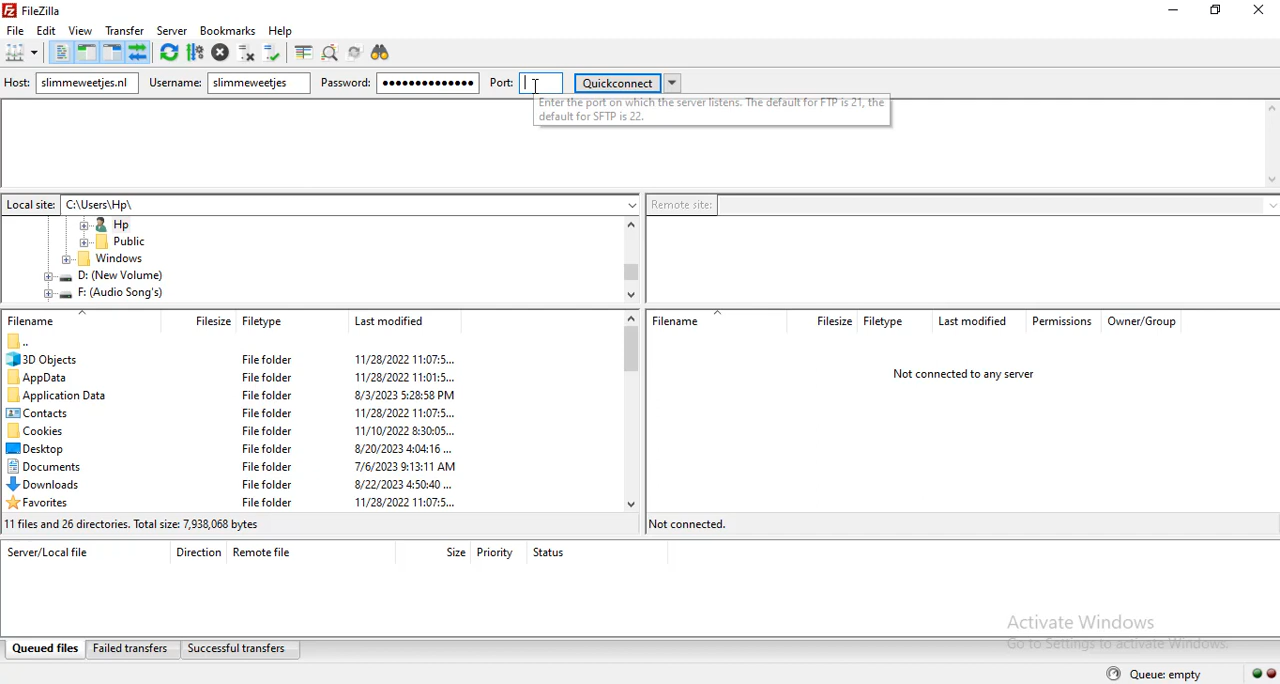 FileZilla
File Edit View Transfer Server Bookmarks Help
Host: slimmeweetjes.nl Username: slimmeweetjes Password: ●●●●●●●●●●●●●● Port: Quickconnect
Enter the port on which the server listens. The default for FTP is 21, the
default for SFTP is 22.
Local site: C:\Users\Hp\
Remote site:
Hp
Public
Windows
D: (New Volume)
F: (Audio Song's)
Filename Filesize Filetype Last modified
..
3D Objects File folder 11/28/2022 11:07:5...
AppData File folder 11/28/2022 11:01:5...
Application Data File folder 8/3/2023 5:28:58 PM
Contacts File folder 11/28/2022 11:07:5...
Cookies File folder 11/10/2022 8:30:05...
Desktop File folder 8/20/2023 4:04:16 ...
Documents File folder 7/6/2023 9:13:11 AM
Downloads File folder 8/22/2023 4:50:40 ...
Favorites File folder 11/28/2022 11:07:5...
11 files and 26 directories. Total size: 7,938,068 bytes
Filename Filesize Filetype Last modified Permissions Owner/Group
Not connected to any server
Not connected.
Server/Local file Direction Remote file Size Priority Status
Activate Windows
Go to Settings to activate Windows.
Queued files Failed transfers Successful transfers
Queue: empty